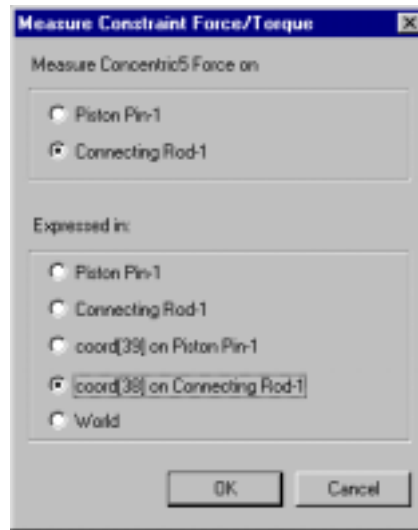 Measure Constraint Force/Torque
Measure Concentric5 Force on
Piston Pin-1
Connecting Rod-1
Expressed in:
Piston Pin-1
Connecting Rod-1
coord[39] on Piston Pin-1
coord[38] on Connecting Rod-1
World
OK
Cancel